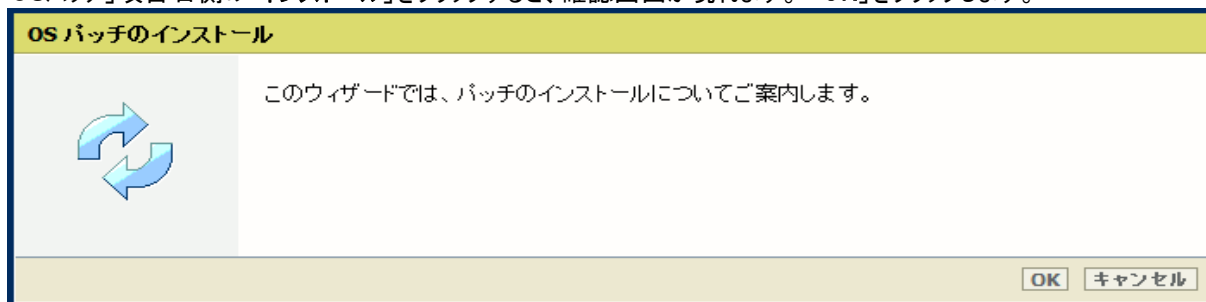 OS パッチのインストール
このウィザードでは、パッチのインストールについてご案内します。
OK キャンセル